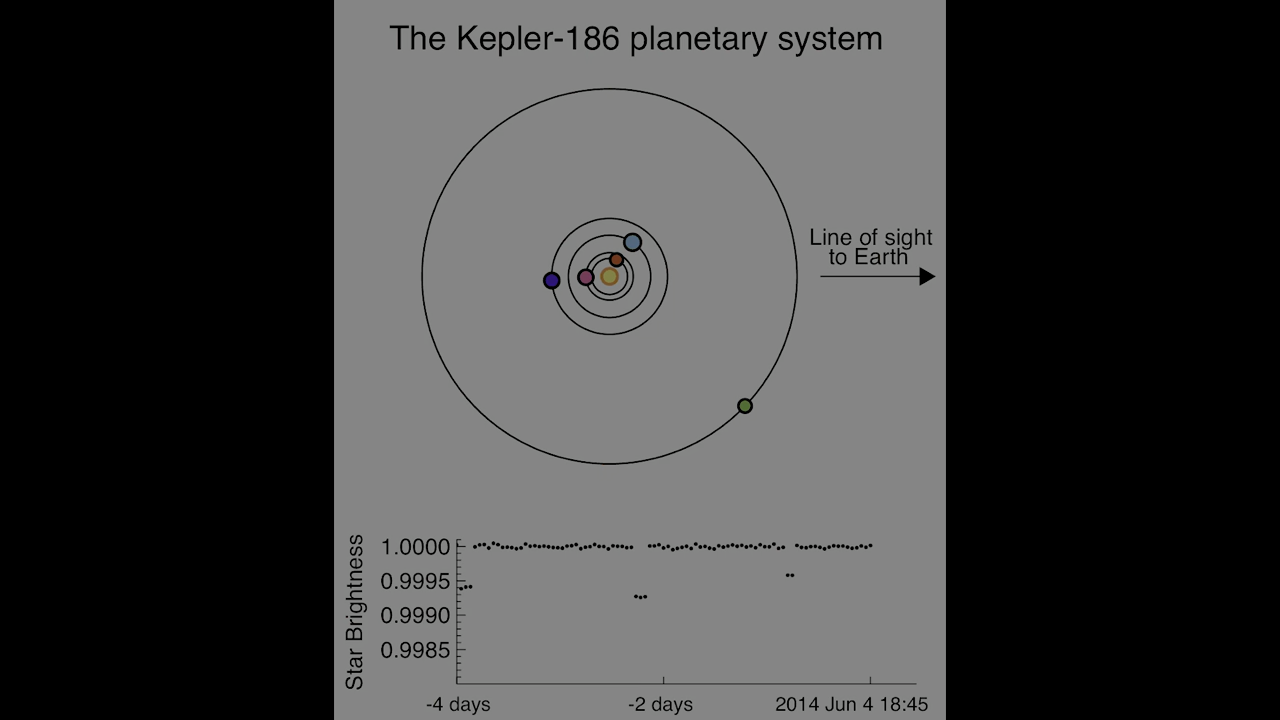 The Kepler-186 planetary system
Line of sight
to Earth
Star Brightness
1.0000
0.9995
0.9990
0.9985
-4 days
-2 days
2014 Jun 4 18:45